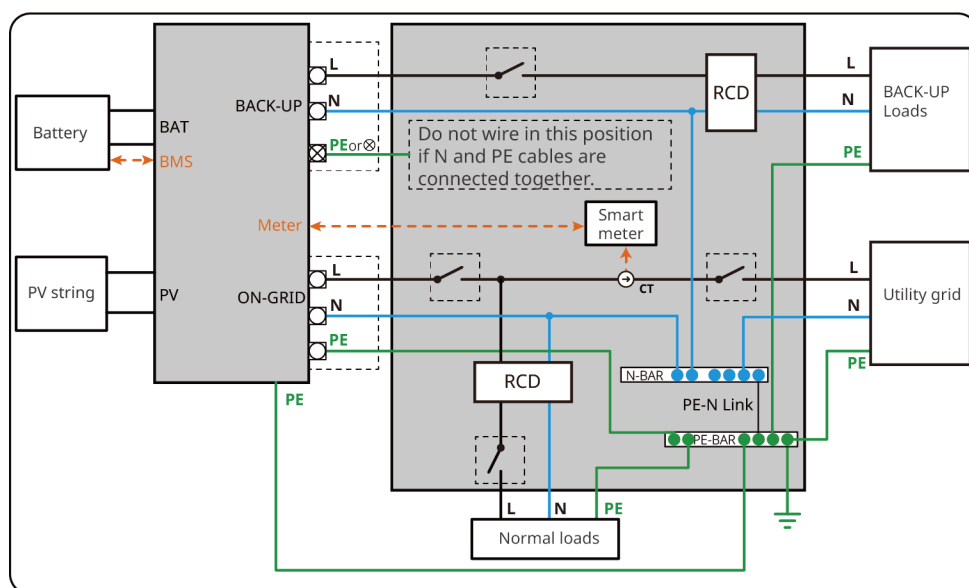 L
N
PEor⊗
BACK-UP
Battery
BAT
BMS
Meter
PV string
PV
ON-GRID
L
N
PE
PE
RCD
Do not wire in this position
if N and PE cables are
connected together.
Smart
meter
CT
RCD
N-BAR
PE-N Link
PE-BAR
L
N
PE
Normal loads
L
N
PE
BACK-UP
Loads
L
N
PE
Utility grid